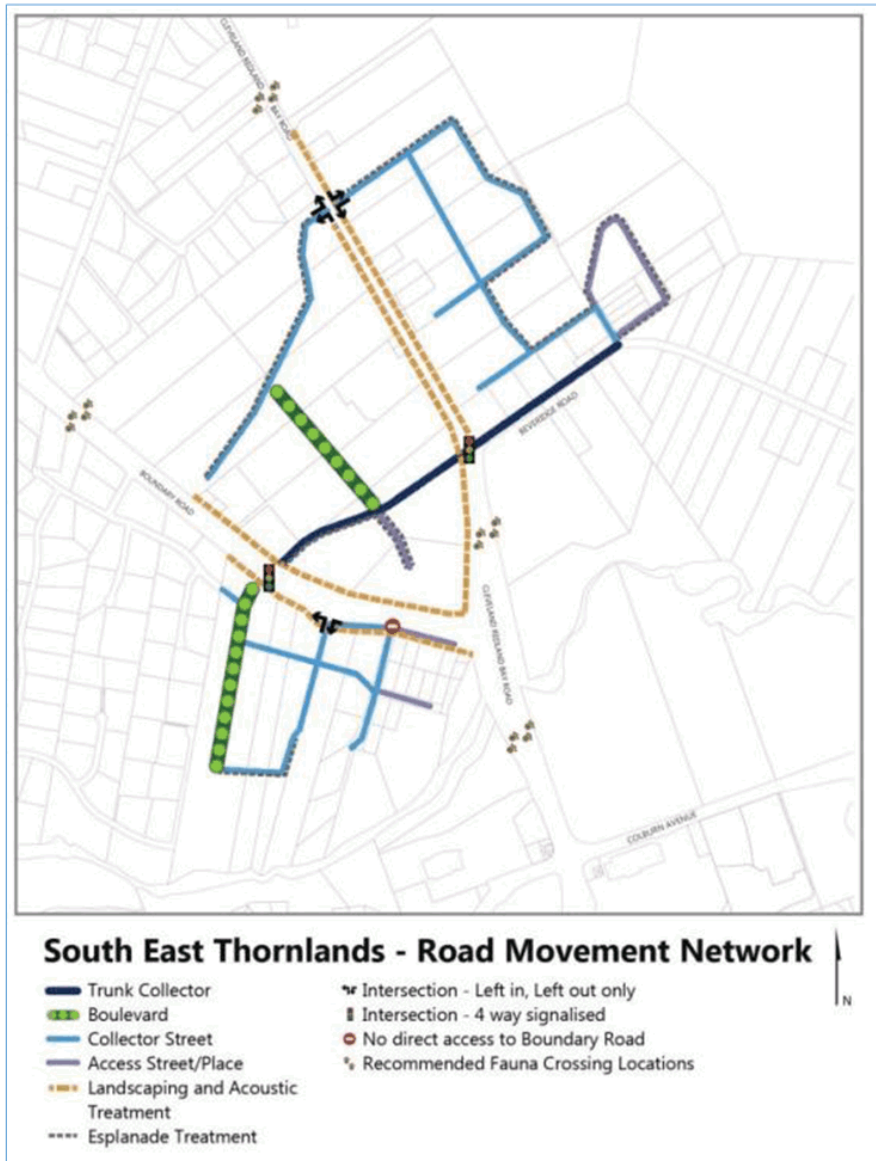 CLEVELAND REDLAND
BAY ROAD
BEVERIDGE ROAD
BOUNDARY ROAD
CLEVELAND REDLAND BAY ROAD
COLBURN AVENUE
South East Thornlands - Road Movement Network
Trunk Collector
Boulevard
Collector Street
Access Street/Place
Landscaping and Acoustic
Treatment
Esplanade Treatment
Intersection - Left in, Left out only
Intersection - 4 way signalised
No direct access to Boundary Road
Recommended Fauna Crossing Locations
N